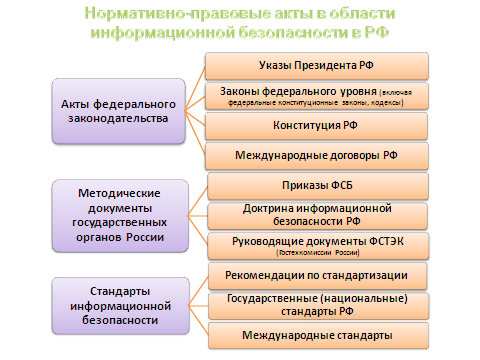 Нормативно-правовые акты в области
информационной безопасности в РФ
Акты федерального
законодательства
Указы Президента РФ
Законы федерального уровня (включая
федеральные конституционные законы, кодексы)
Конституция РФ
Международные договоры РФ
Методические
документы
государственных
органов России
Приказы ФСБ
Доктрина информационной
безопасности РФ
Руководящие документы ФСТЭК
(Гостехкомиссии России)
Стандарты
информационной
безопасности
Рекомендации по стандартизации
Государственные (национальные)
стандарты РФ
Международные стандарты